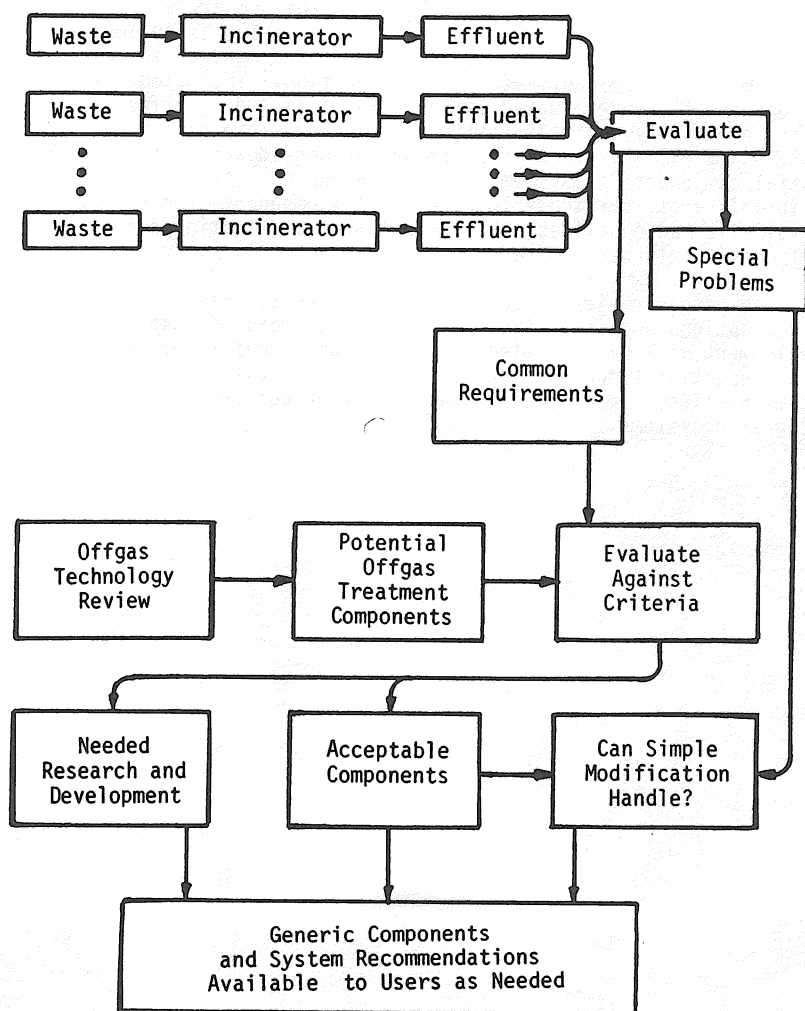 Waste Incinerator Effluent
Waste Incinerator Effluent
Evaluate
Waste Incinerator Effluent
Special
Problems
Common
Requirements
Offgas
Technology
Review
Potential
Offgas
Treatment
Components
Evaluate
Against
Criteria
Needed
Research and
Development
Acceptable
Components
Can Simple
Modification
Handle?
Generic Components
and System Recommendations
Available to Users as Needed